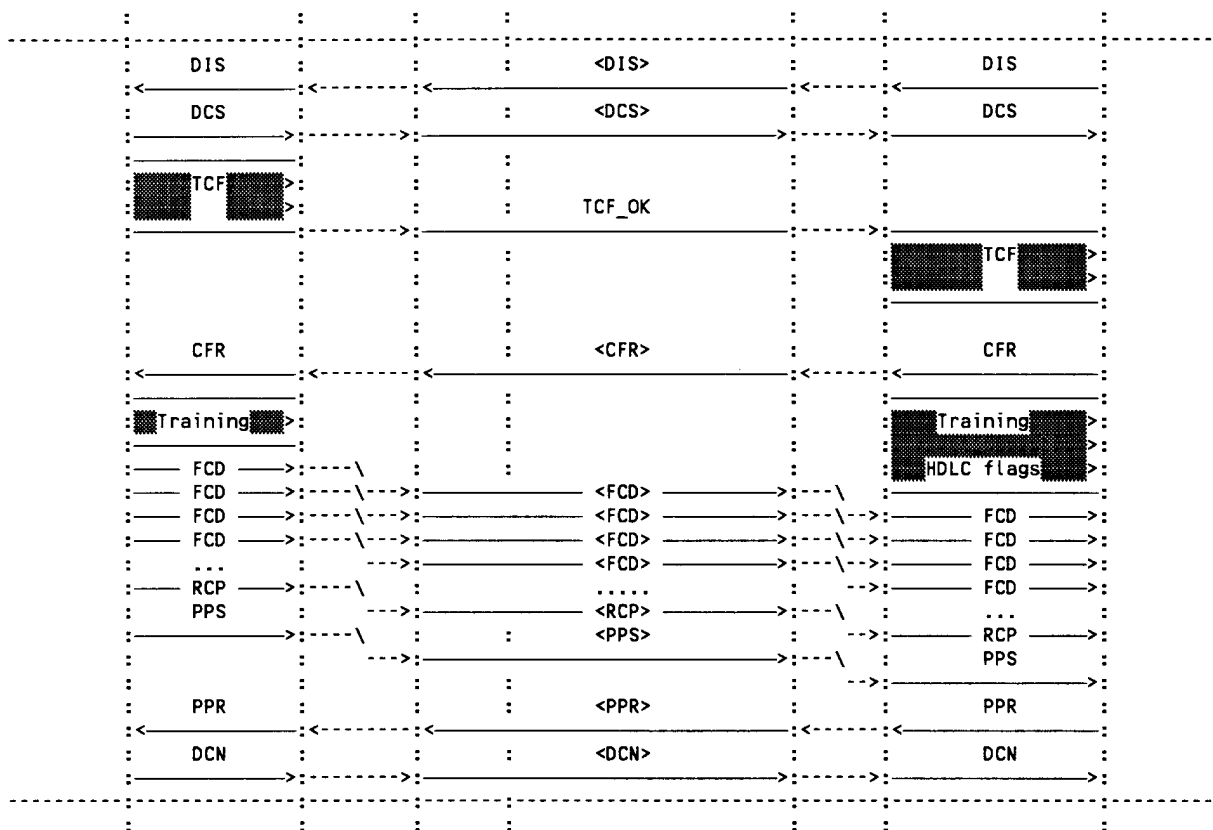 DIS <DIS> DIS
DCS <DCS> DCS
TCF
TCF_OK
TCF
CFR <CFR> CFR
Training Training
FCD HDLC flags
FCD <FCD>
FCD <FCD> FCD
FCD <FCD> FCD
... <FCD> FCD
RCP ..... FCD
PPS <RCP> ...
<PPS> RCP
PPS
PPR <PPR> PPR
DCN <DCN> DCN